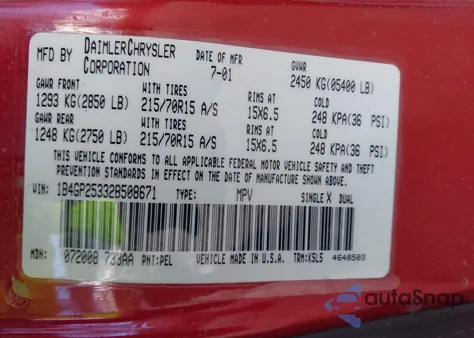 MFD BY DAIMLERCHRYSLER CORPORATION DATE OF MFR 7-01 GVWR 2450 KG(05400 LB)
GAWR FRONT WITH TIRES RIMS AT COLD
1293 KG(2850 LB) 215/70R15 A/S 15X6.5 248 KPA(36 PSI)
GAWR REAR WITH TIRES RIMS AT COLD
1248 KG(2750 LB) 215/70R15 A/S 15X6.5 248 KPA(36 PSI)
THIS VEHICLE CONFORMS TO ALL APPLICABLE FEDERAL MOTOR VEHICLE SAFETY AND THEFT
PREVENTION STANDARDS IN EFFECT ON THE DATE OF MANUFACTURE SHOWN ABOVE.
VIN: 1B4GP25332B508671 TYPE: MPV SINGLE X DUAL
MDH: 072008 733AA PNT:PEL VEHICLE MADE IN U.S.A. TRM:KSL5 4648503
autoSnap